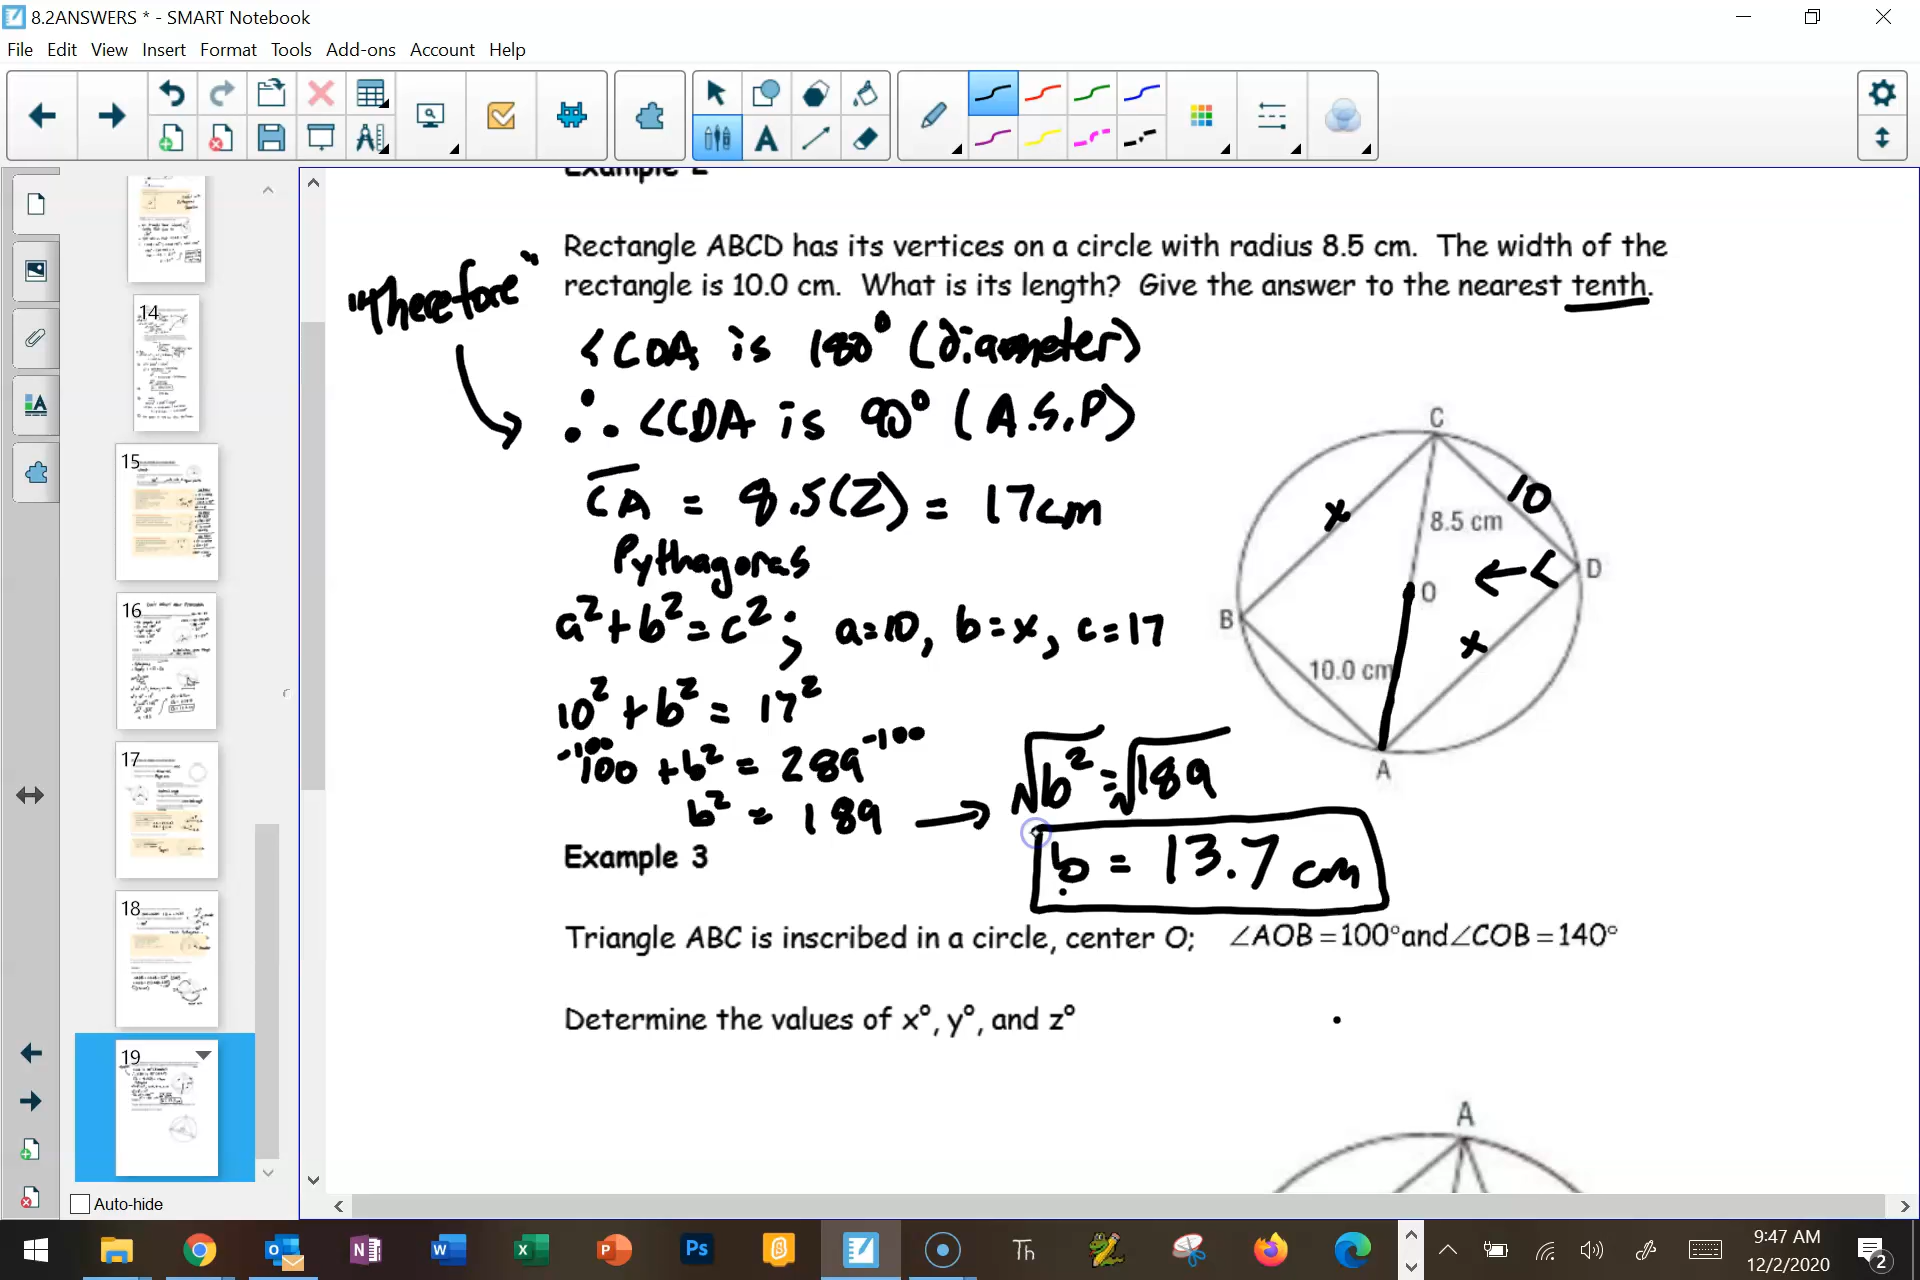 8.2ANSWERS * - SMART Notebook
File Edit View Insert Format Tools Add-ons Account Help
Rectangle ABCD has its vertices on a circle with radius 8.5 cm. The width of the
rectangle is 10.0 cm. What is its length? Give the answer to the nearest tenth.
"Therefore"
<COA is 180° (diameter)
∴ <CDA is 90° (A.S.P)
CA = 8.5(2) = 17cm
Pythagoras
a²+b²=c² ; a=10, b=x, c=17
10² + b² = 17²
-100 -100
100 + b² = 289
b² = 189 →
√b² = √189
b = 13.7 cm
C
x
10
8.5 cm
D
O
B
x
10.0 cm
A
Example 3
Triangle ABC is inscribed in a circle, center O; ∠AOB = 100° and ∠COB = 140°
Determine the values of x°, y°, and z°
A
14
15
16
17
18
19
Auto-hide
Th
9:47 AM
12/2/2020
2